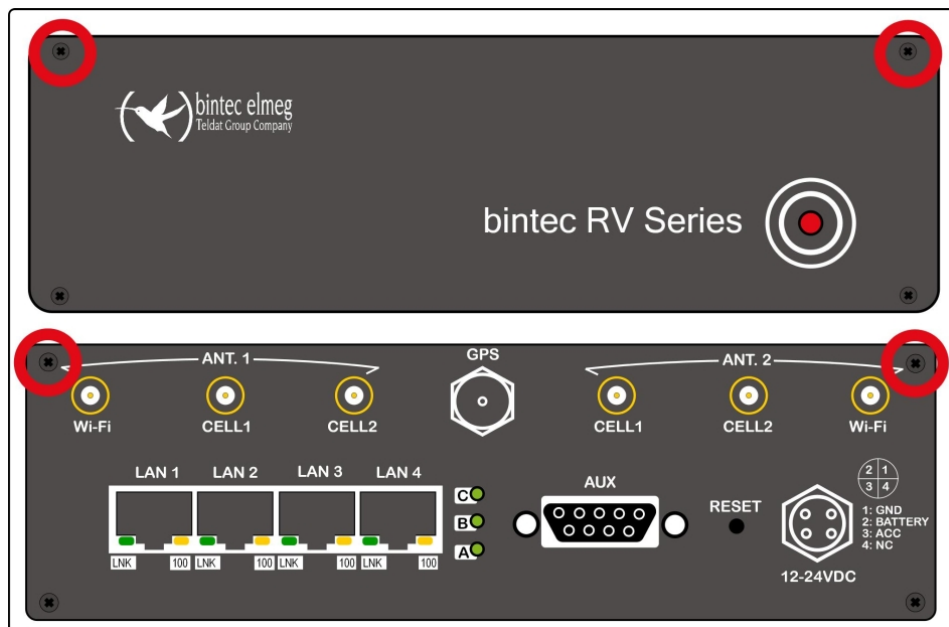 bintec elmeg
Teldat Group Company
bintec RV Series
ANT. 1
GPS
ANT. 2
Wi-Fi
CELL1
CELL2
CELL1
CELL2
Wi-Fi
LAN 1
LAN 2
LAN 3
LAN 4
C
B
A
LNK
100
LNK
100
LNK
100
LNK
100
AUX
RESET
2 1
3 4
1: GND
2: BATTERY
3: ACC
4: NC
12-24VDC